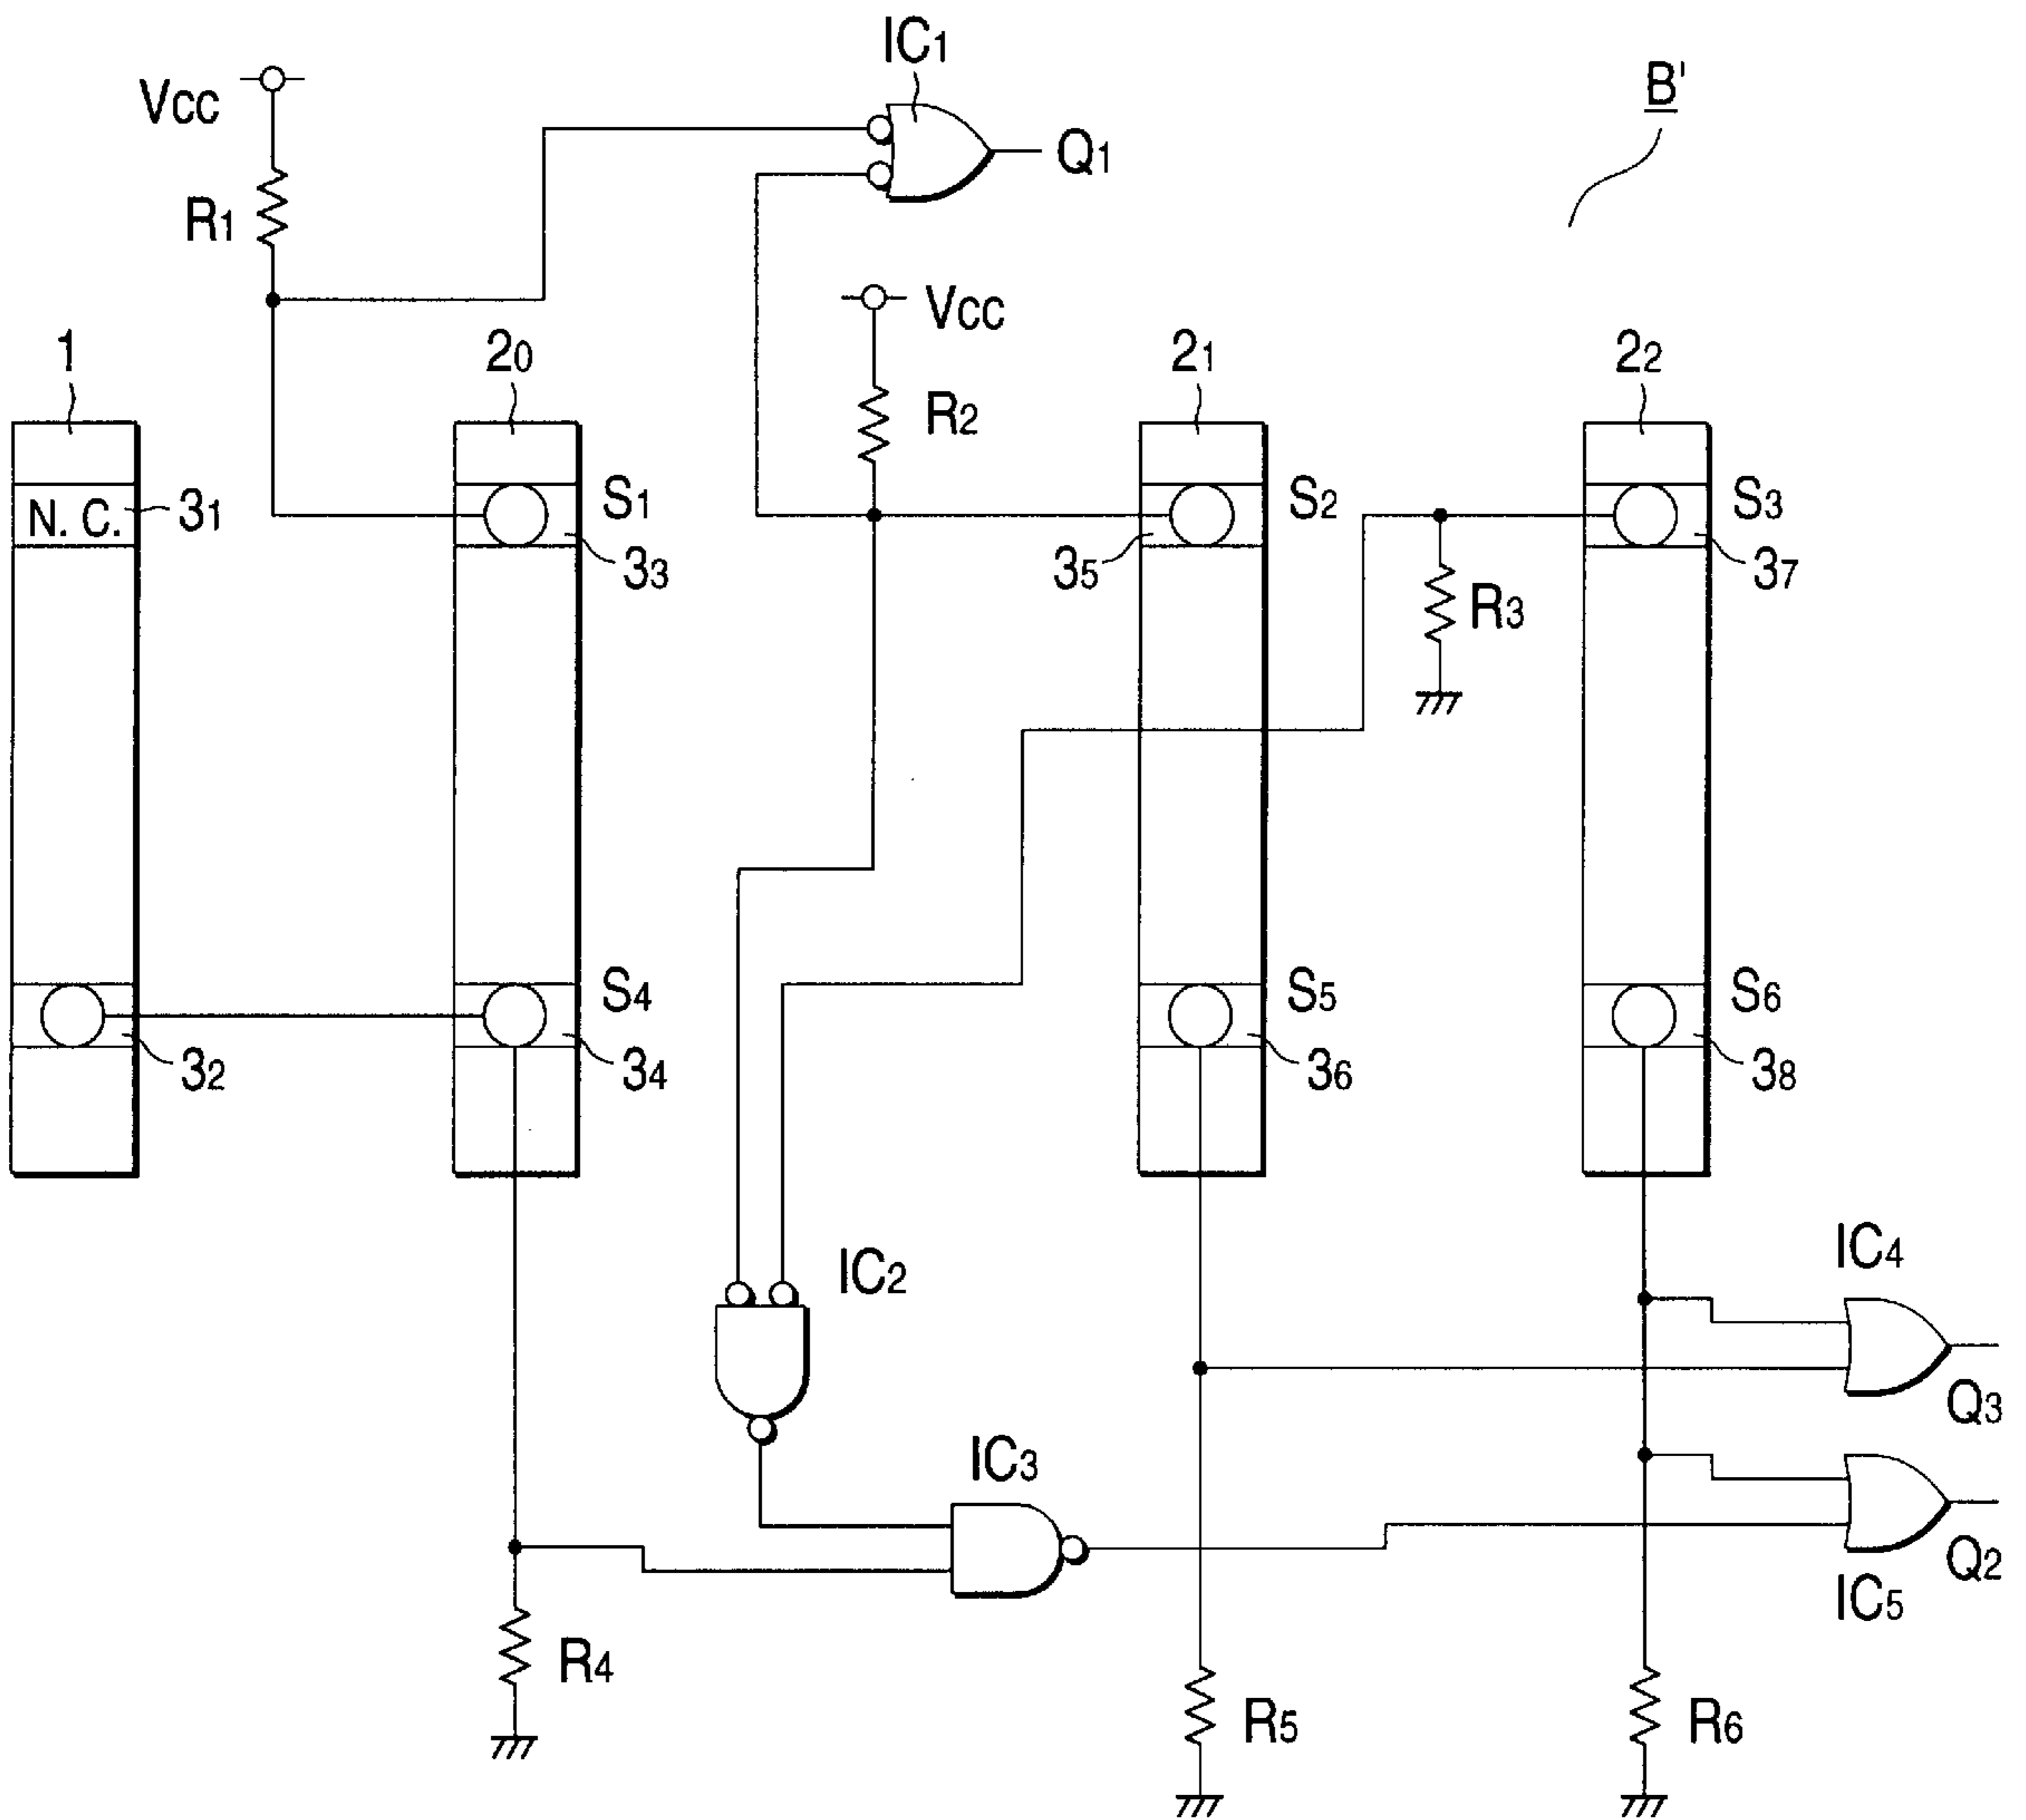 IC1
B'
VCC
Q1
R1
VCC
1
20
R2
21
22
N. C.
31
S1
S2
S3
33
35
37
R3
S4
S5
S6
32
34
36
38
IC2
IC4
Q3
IC3
Q2
IC5
R4
R5
R6